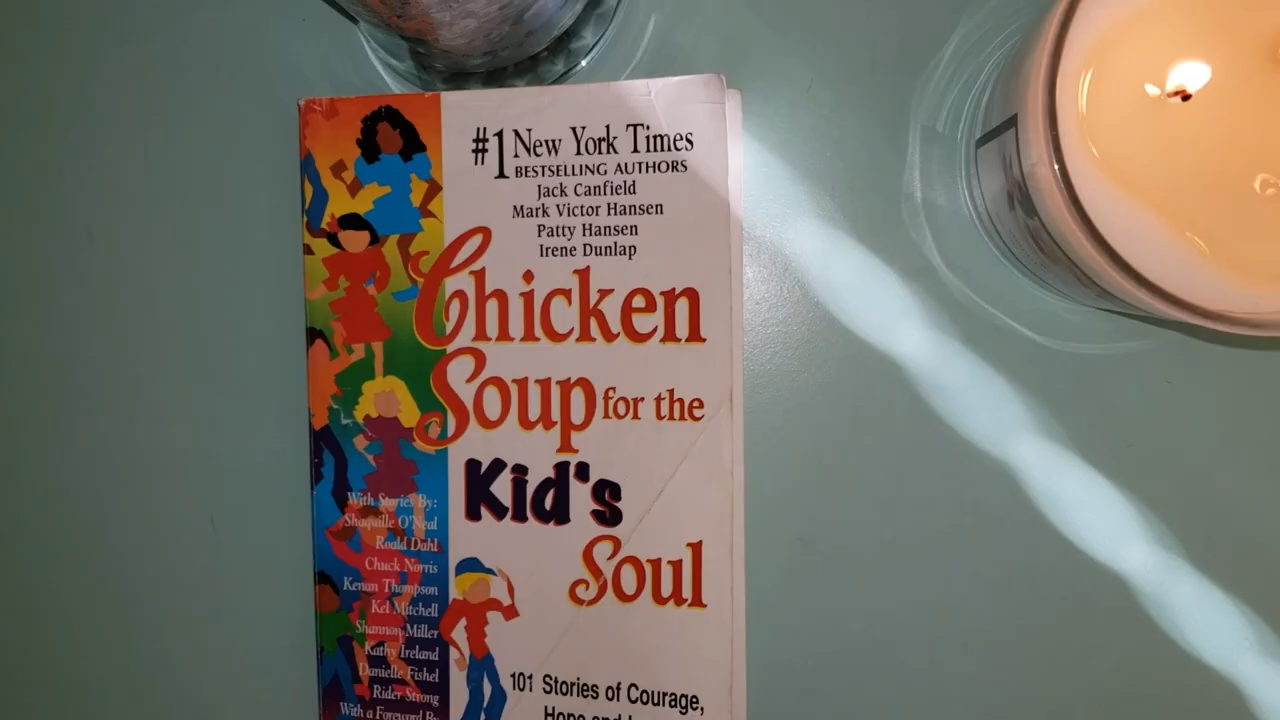 #1 New York Times
BESTSELLING AUTHORS
Jack Canfield
Mark Victor Hansen
Patty Hansen
Irene Dunlap
Chicken
Soup for the
Kid's
Soul
With Stories By:
Shaquille O'Neal
Roald Dahl
Chuck Norris
Kenan Thompson
Kel Mitchell
Shannon Miller
Kathy Ireland
Danielle Fishel
Rider Strong
With a Foreword By
101 Stories of Courage,
Hope and